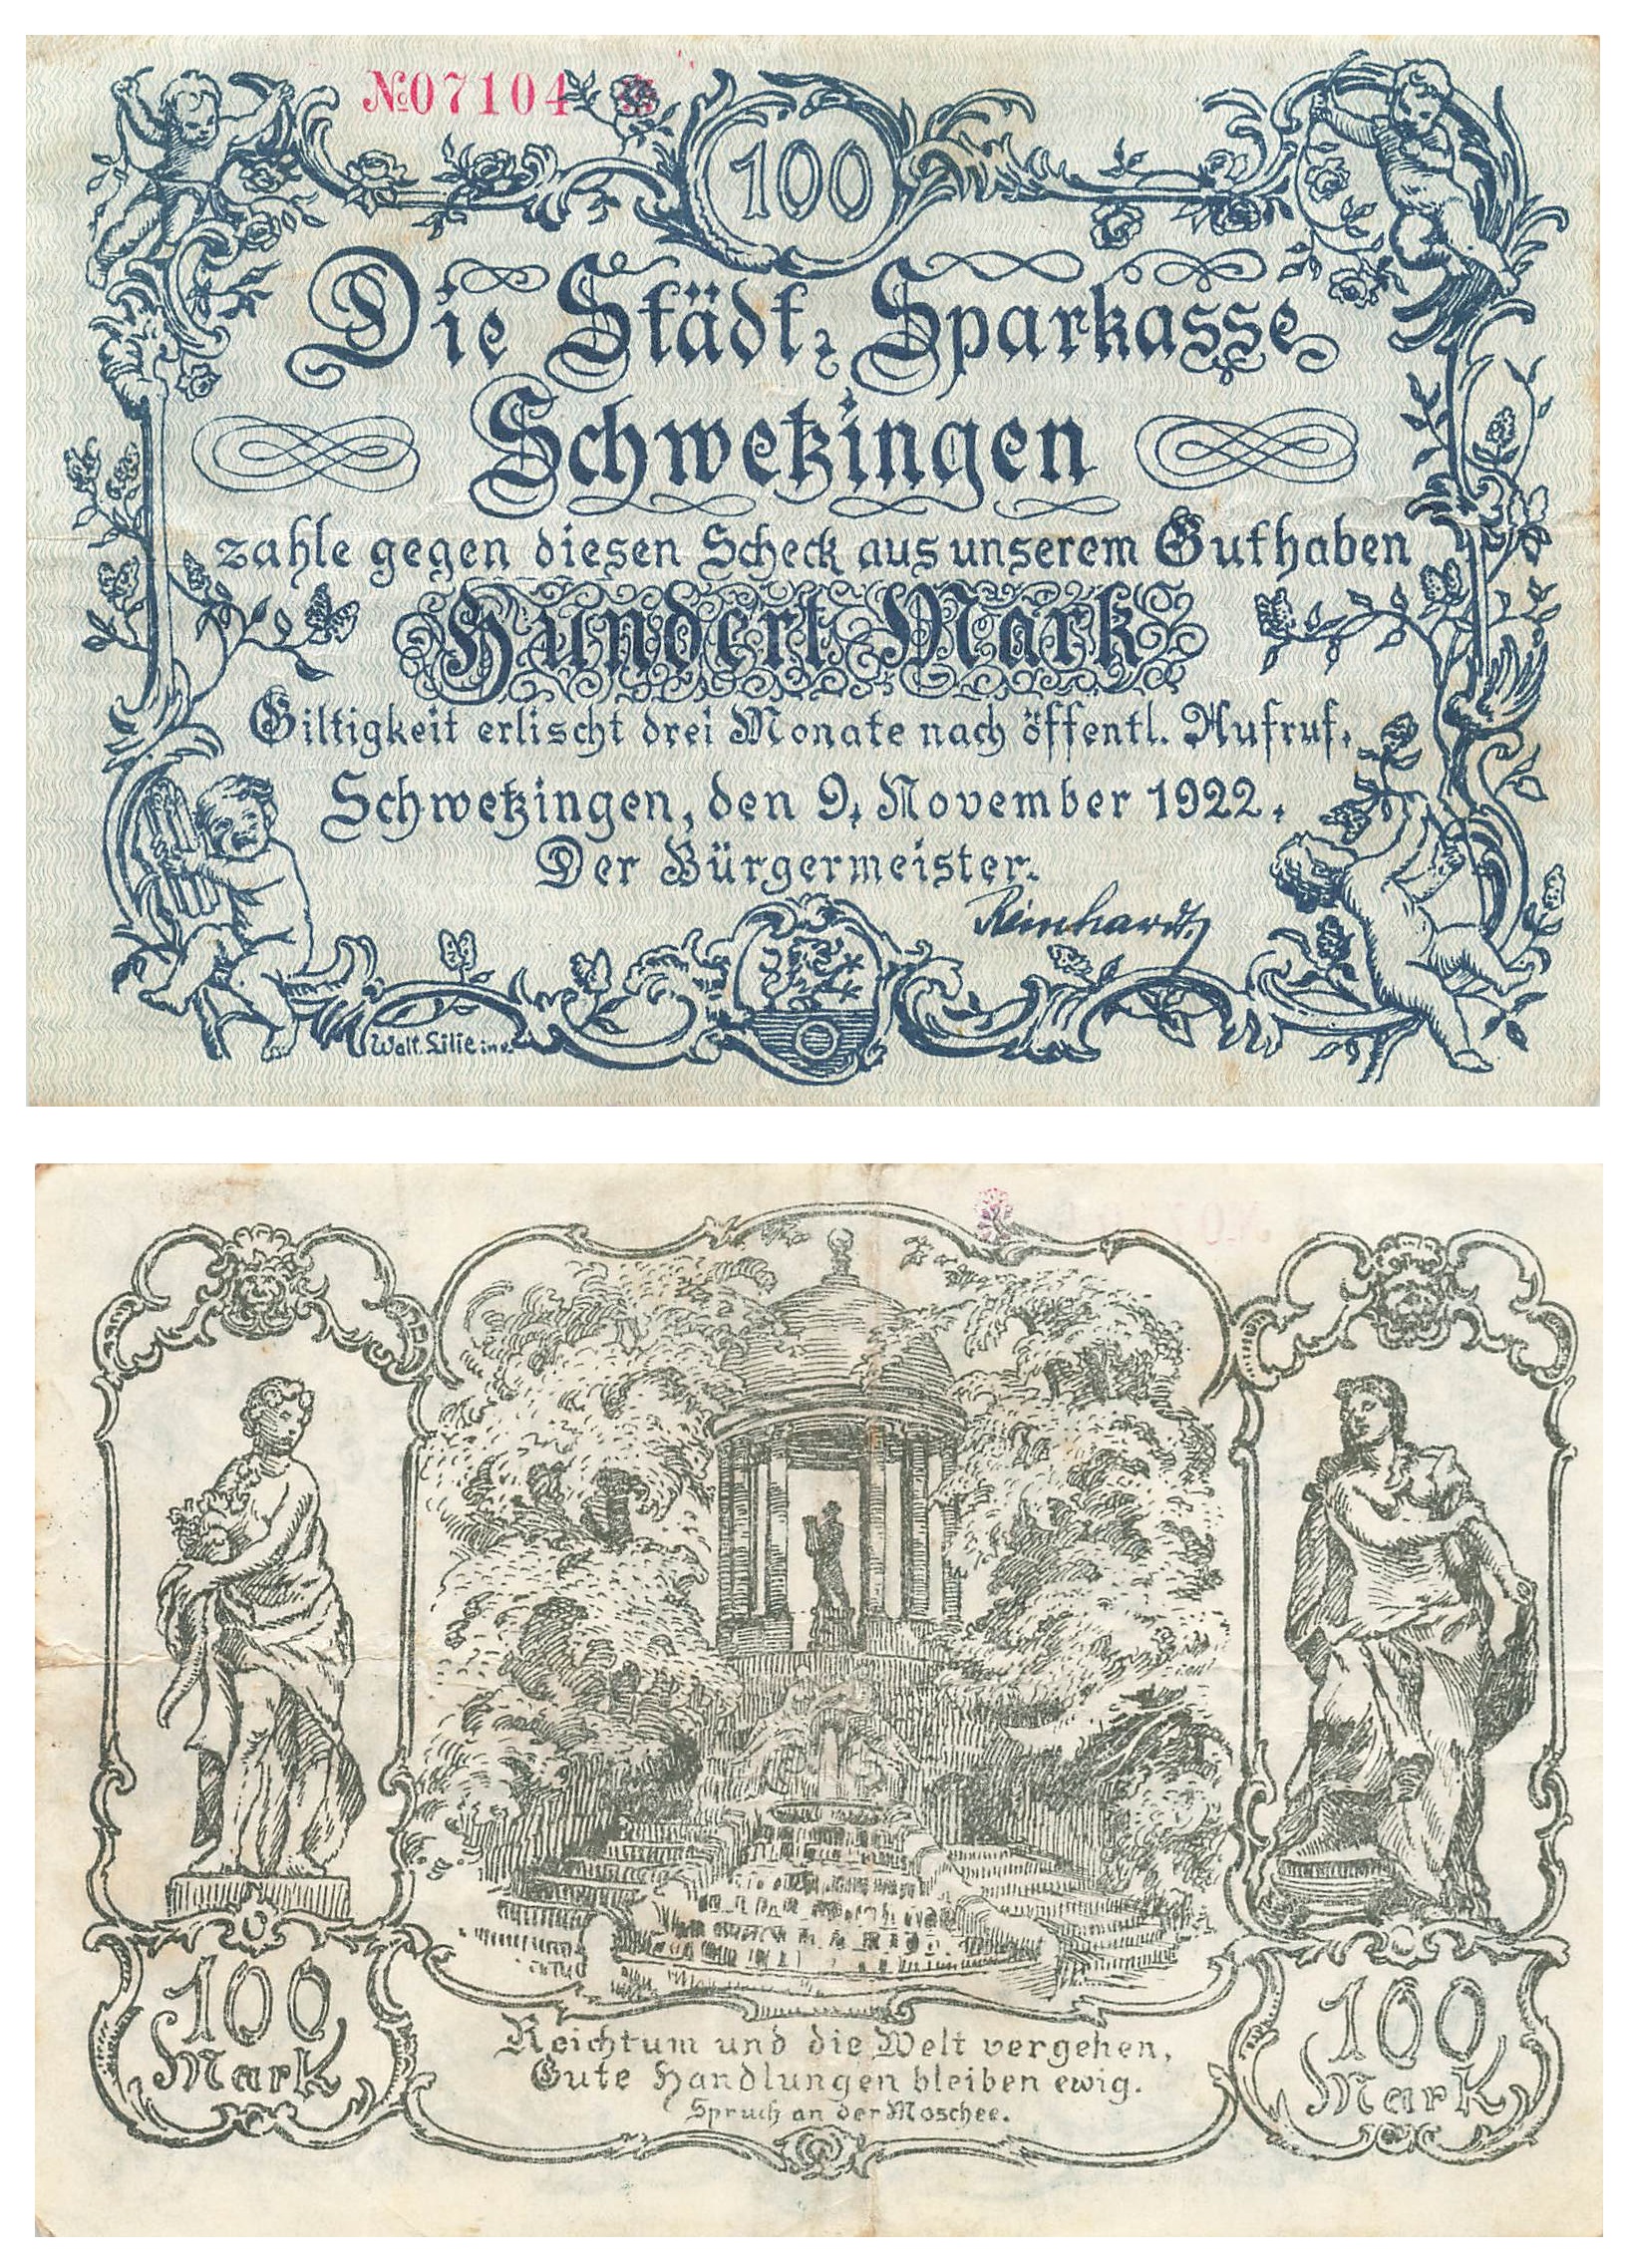 №07104
100
Die Städt. Sparkasse
Schwetzingen
zahle gegen diesen Scheck aus unserem Guthaben
Hundert Mark
Giltigkeit erlischt drei Monate nach öffentl. Aufruf.
Schwetzingen, den 9. November 1922.
Der Bürgermeister:
Reinhardt
Walt. Lilie inv.
Reichtum und die Welt vergehen,
Gute Handlungen bleiben ewig.
Spruch an der Moschee.
100
Mark
100
Mark